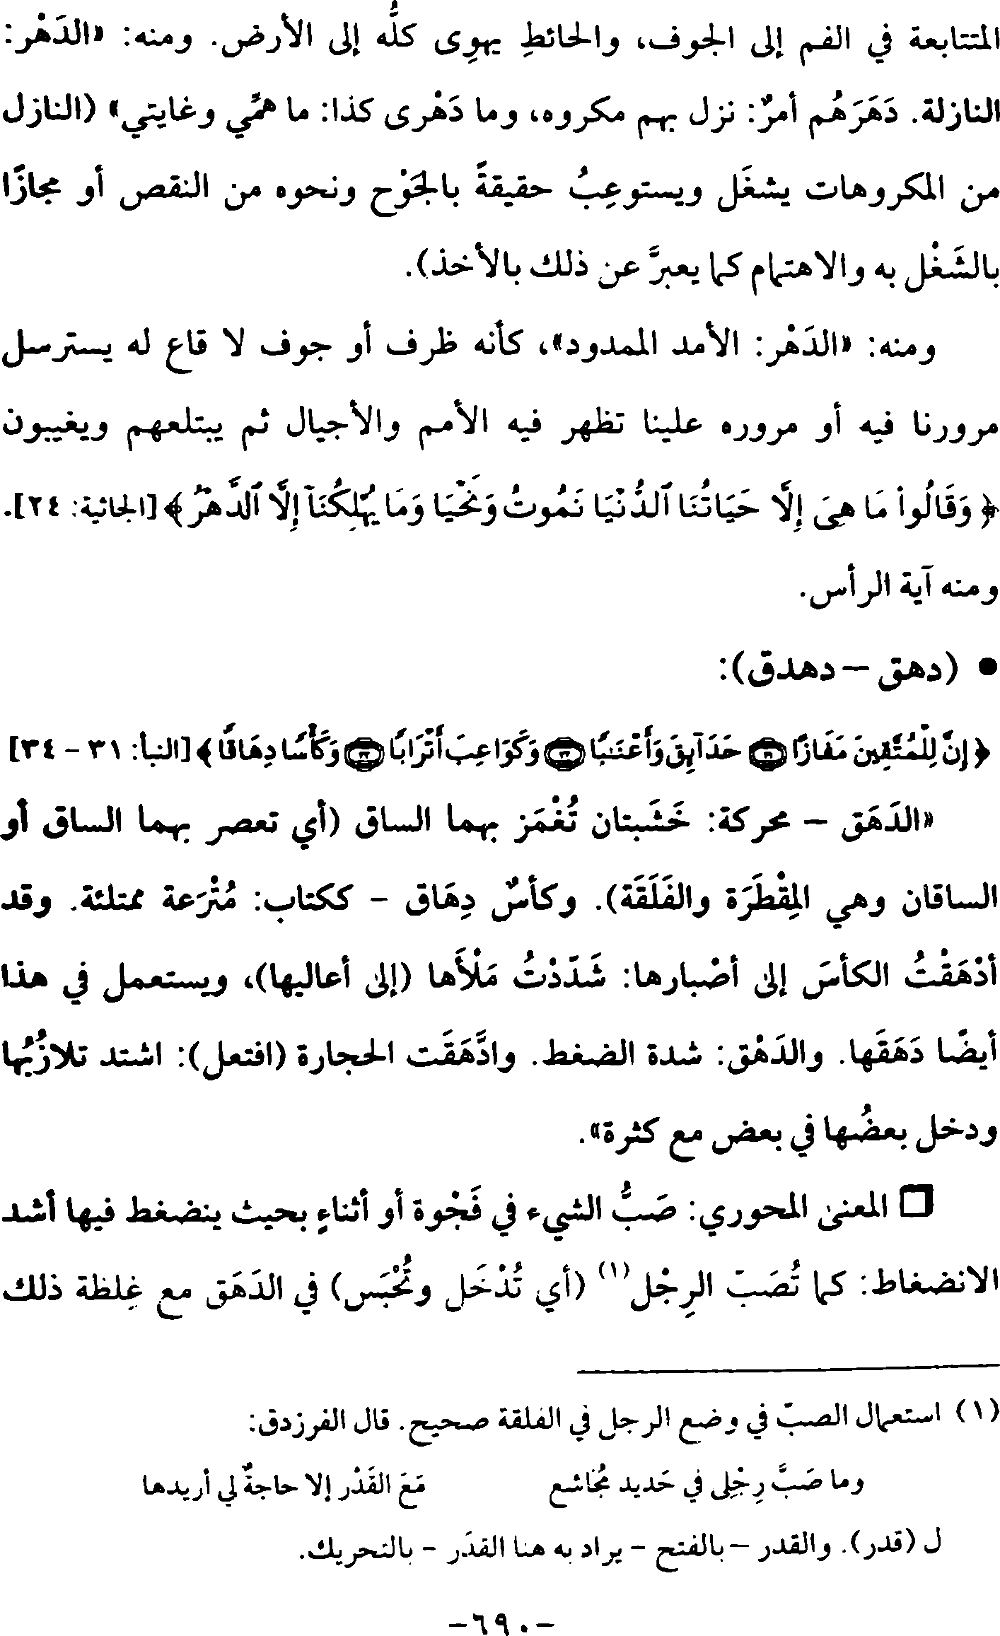 المتتابعة في الفم إلى الجوف، والحائطِ يهوِى كلُّه إلى الأرض. ومنه: «الدَهْر:
النازلة. دَهَرَهُم أمرٌ: نزل بهم مكروه، وما دَهْرى كذا: ما همِّي وغايتي» (النازل
من المكروهات يشغَل ويستوعِبُ حقيقةً بالجَوْح ونحوه من النقص أو مجازًا
بالشَغْل به والاهتمام كما يعبرَّ عن ذلك بالأخذ).
ومنه: «الدَهْر: الأمد الممدود»، كأنه ظرف أو جوف لا قاع له يسترسل
مرورنا فيه أو مروره علينا تظهر فيه الأمم والأجيال ثم يبتلعهم ويغيبون
﴿ وَقَالُواْ مَا هِىَ إِلَّا حَيَاتُنَا ٱلدُّنْيَا نَمُوتُ وَنَحْيَا وَمَا يُهْلِكُنَآ إِلَّا ٱلدَّهْرُ ﴾ [الجاثية: ٢٤].
ومنه آية الرأس.
● (دهق – دهدق):
﴿ إِنَّ لِلْمُتَّقِينَ مَفَازًا ٣١ حَدَآئِقَ وَأَعْنَٰبًا ٣٢ وَكَوَاعِبَ أَتْرَابًا ٣٣ وَكَأْسًا دِهَاقًا ﴾ [النبأ: ٣١ - ٣٤]
«الدَهَق – محركة: خَشَبتان تُغْمَز بهما الساق (أي تعصر بهما الساق أو
الساقان وهي المِقْطَرَة والفَلَقَة). وكأسٌ دِهَاق - ككتاب: مُتْرَعة ممتلئة. وقد
أدْهَقْتُ الكأسَ إلى أصْبارها: شَدّدْتُ مَلْأَها (إلى أعاليها)، ويستعمل في هذا
أيضًا دَهَقَها. والدَهْق: شدة الضغط. وادَّهَقَت الحجارة (افتعل): اشتد تلازُبُها
ودخل بعضُها في بعض مع كثرة».
❒ المعنى المحوري: صَبُّ الشيء في فَجْوة أو أثناءٍ بحيث ينضغط فيها أشد
الانضغاط: كما تُصَبّ الرِجْل(١) (أي تُدْخَل وتُحْبَس) في الدَهَق مع غِلظة ذلك
(١) استعمال الصبّ في وضع الرجل في الفلقة صحيح. قال الفرزدق:
وما صَبَّ رِجْلِى في حَديد مُجَاشع مَعَ القَدْر إلا حاجةٌ لي أريدها
ل (قدر). والقدر – بالفتح - يراد به هنا القدَر - بالتحريك.
-٦٩٠-